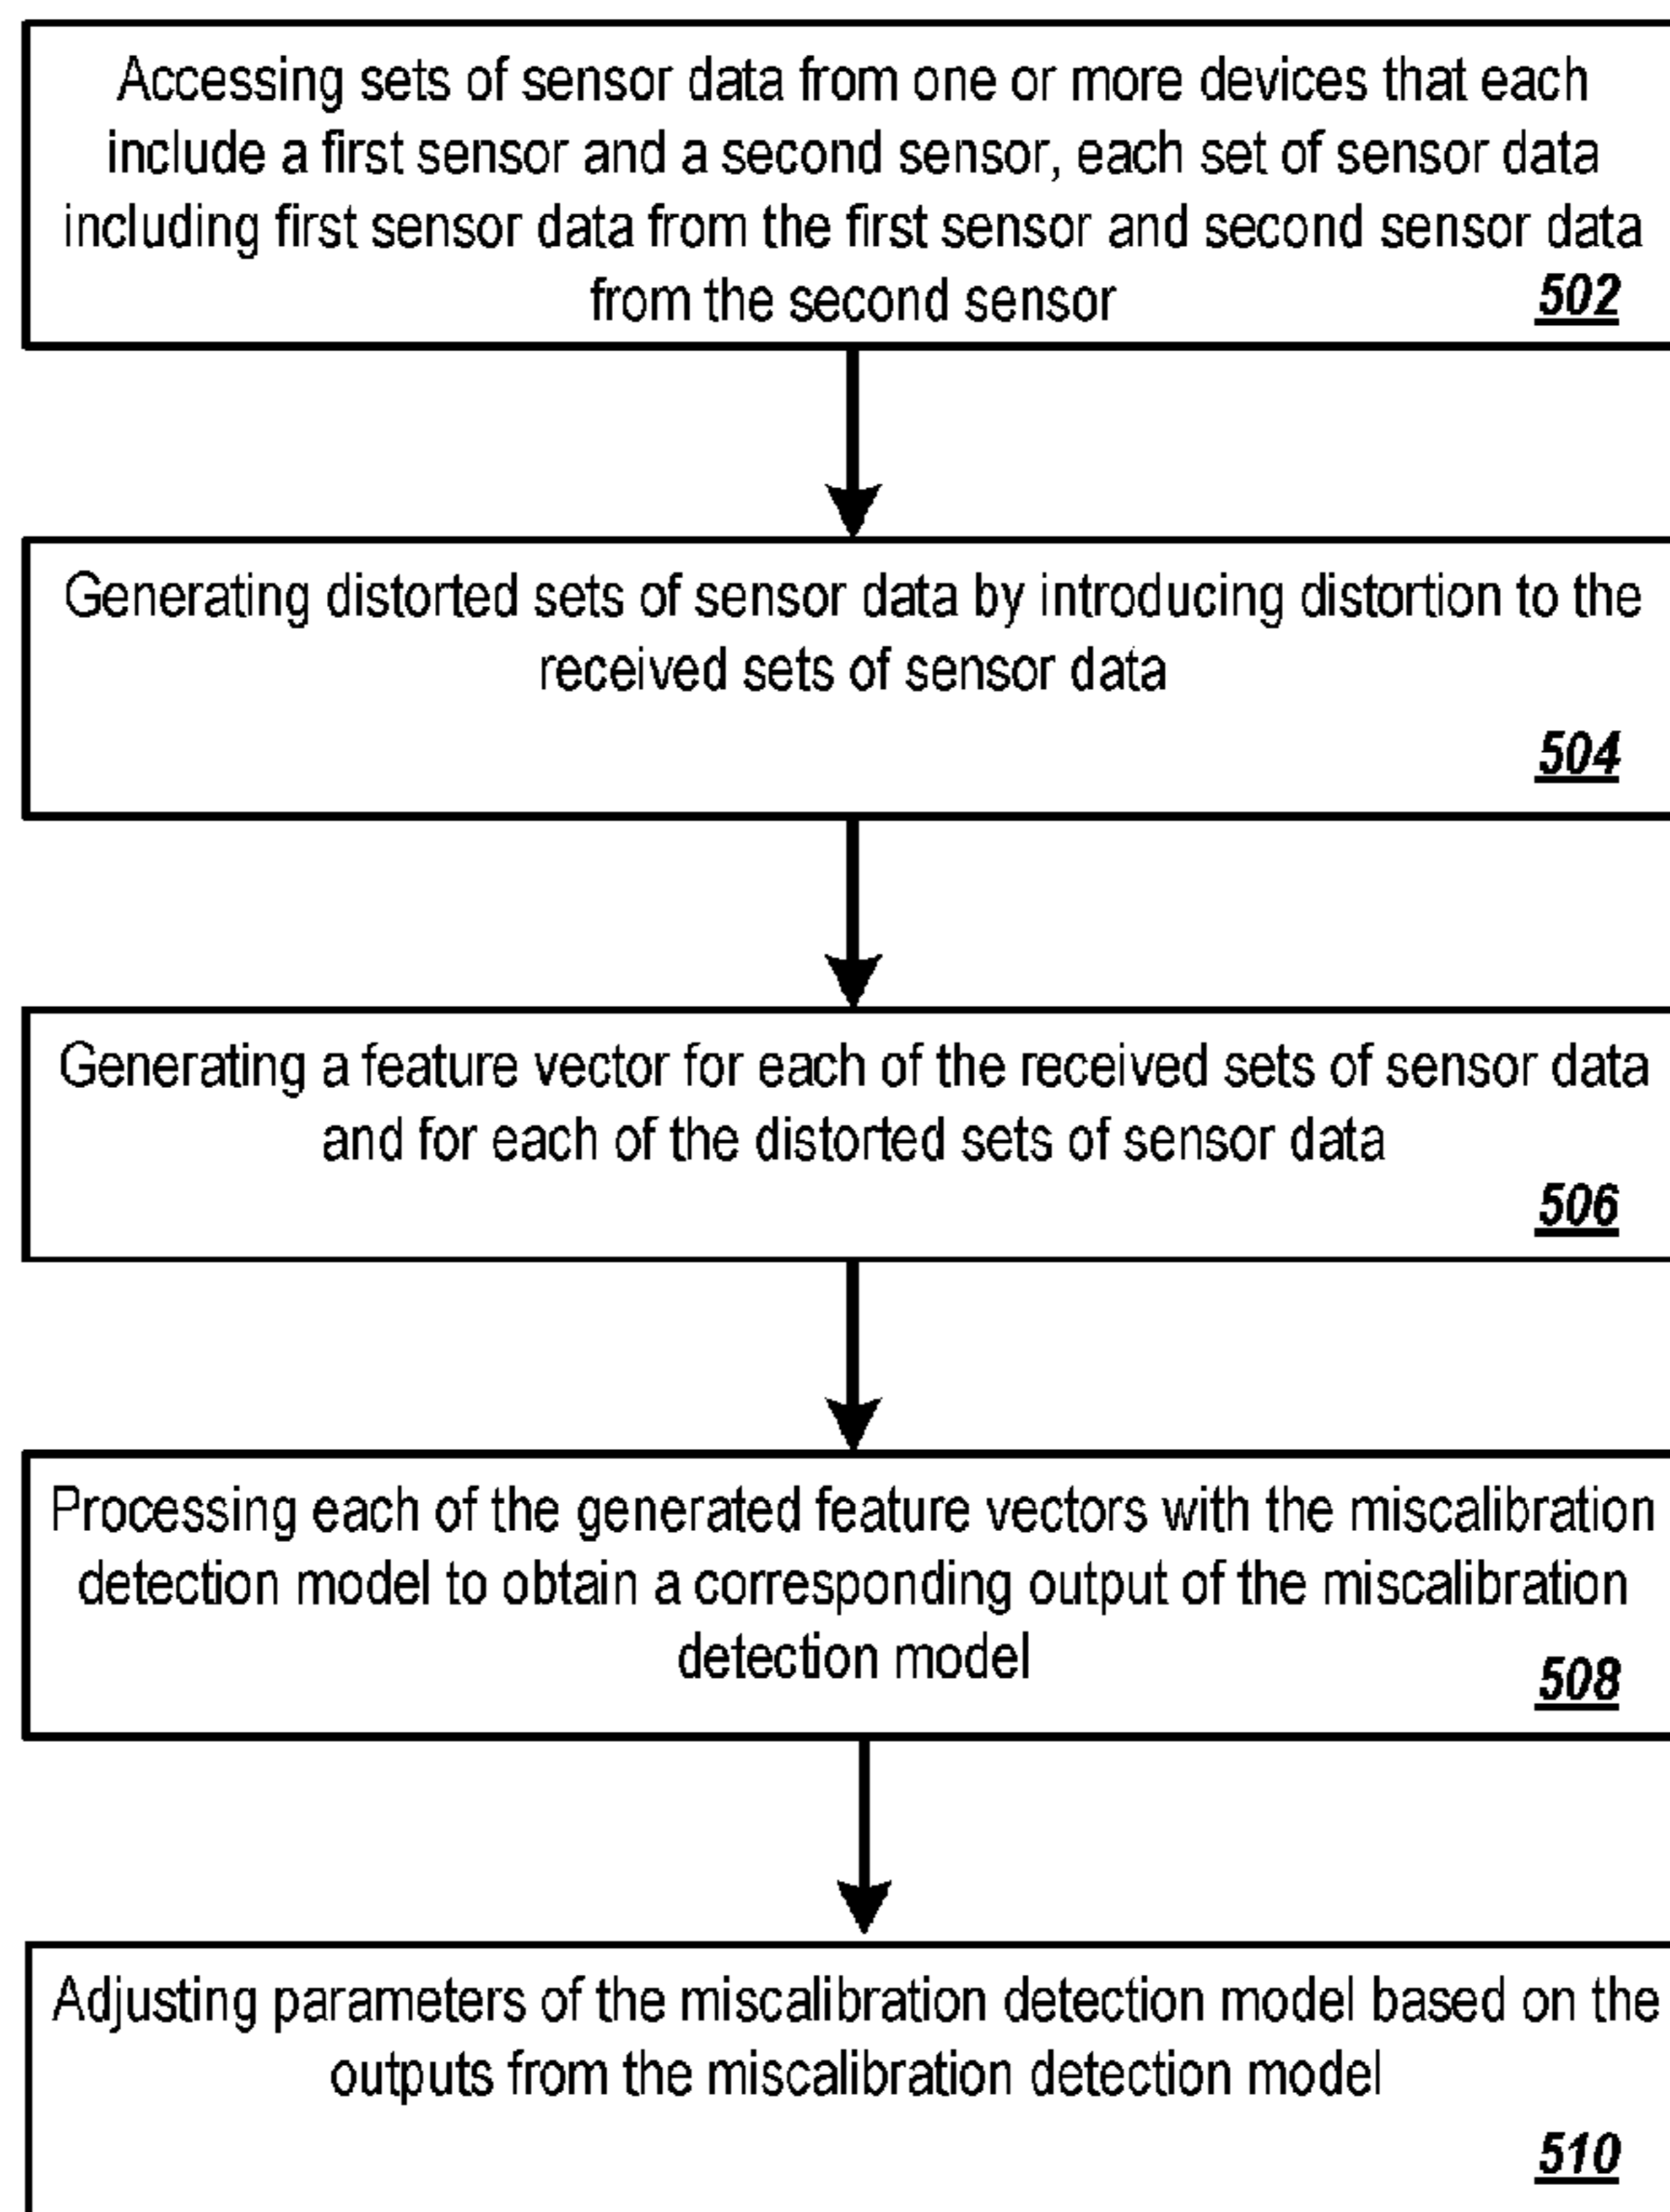 Accessing sets of sensor data from one or more devices that each
include a first sensor and a second sensor, each set of sensor data
including first sensor data from the first sensor and second sensor data
from the second sensor
502
Generating distorted sets of sensor data by introducing distortion to the
received sets of sensor data
504
Generating a feature vector for each of the received sets of sensor data
and for each of the distorted sets of sensor data
506
Processing each of the generated feature vectors with the miscalibration
detection model to obtain a corresponding output of the miscalibration
detection model
508
Adjusting parameters of the miscalibration detection model based on the
outputs from the miscalibration detection model
510